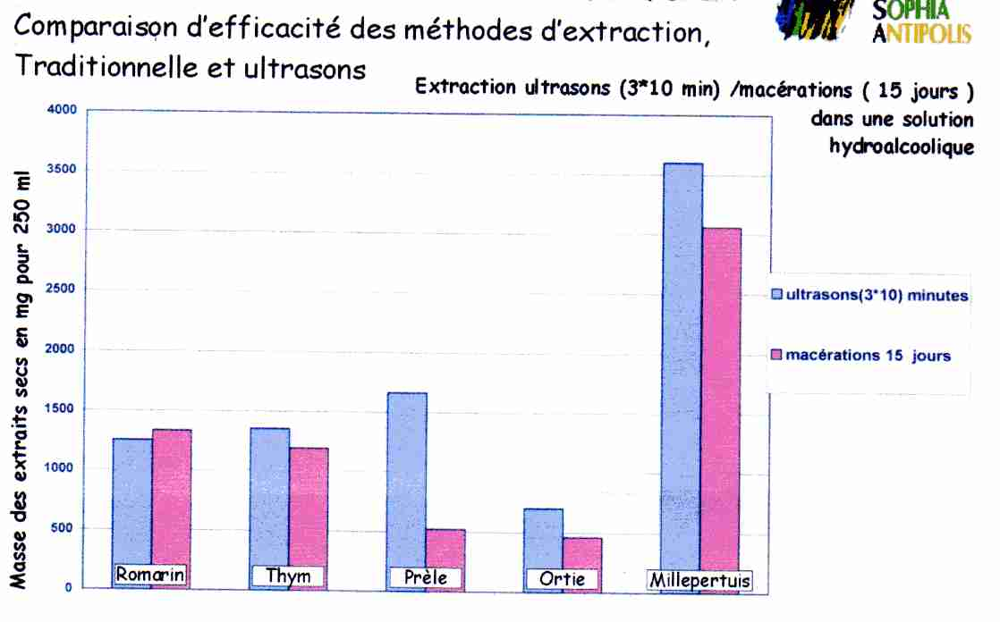 Comparaison d'efficacité des méthodes d'extraction,
Traditionnelle et ultrasons
SOPHIA
ANTIPOLIS
Extraction ultrasons (3*10 min) /macérations ( 15 jours )
dans une solution
hydroalcoolique
Masse des extraits secs en mg pour 250 ml
4000
3500
3000
2500
2000
1500
1000
500
0
Romarin
Thym
Prèle
Ortie
Millepertuis
ultrasons(3*10) minutes
macérations 15 jours